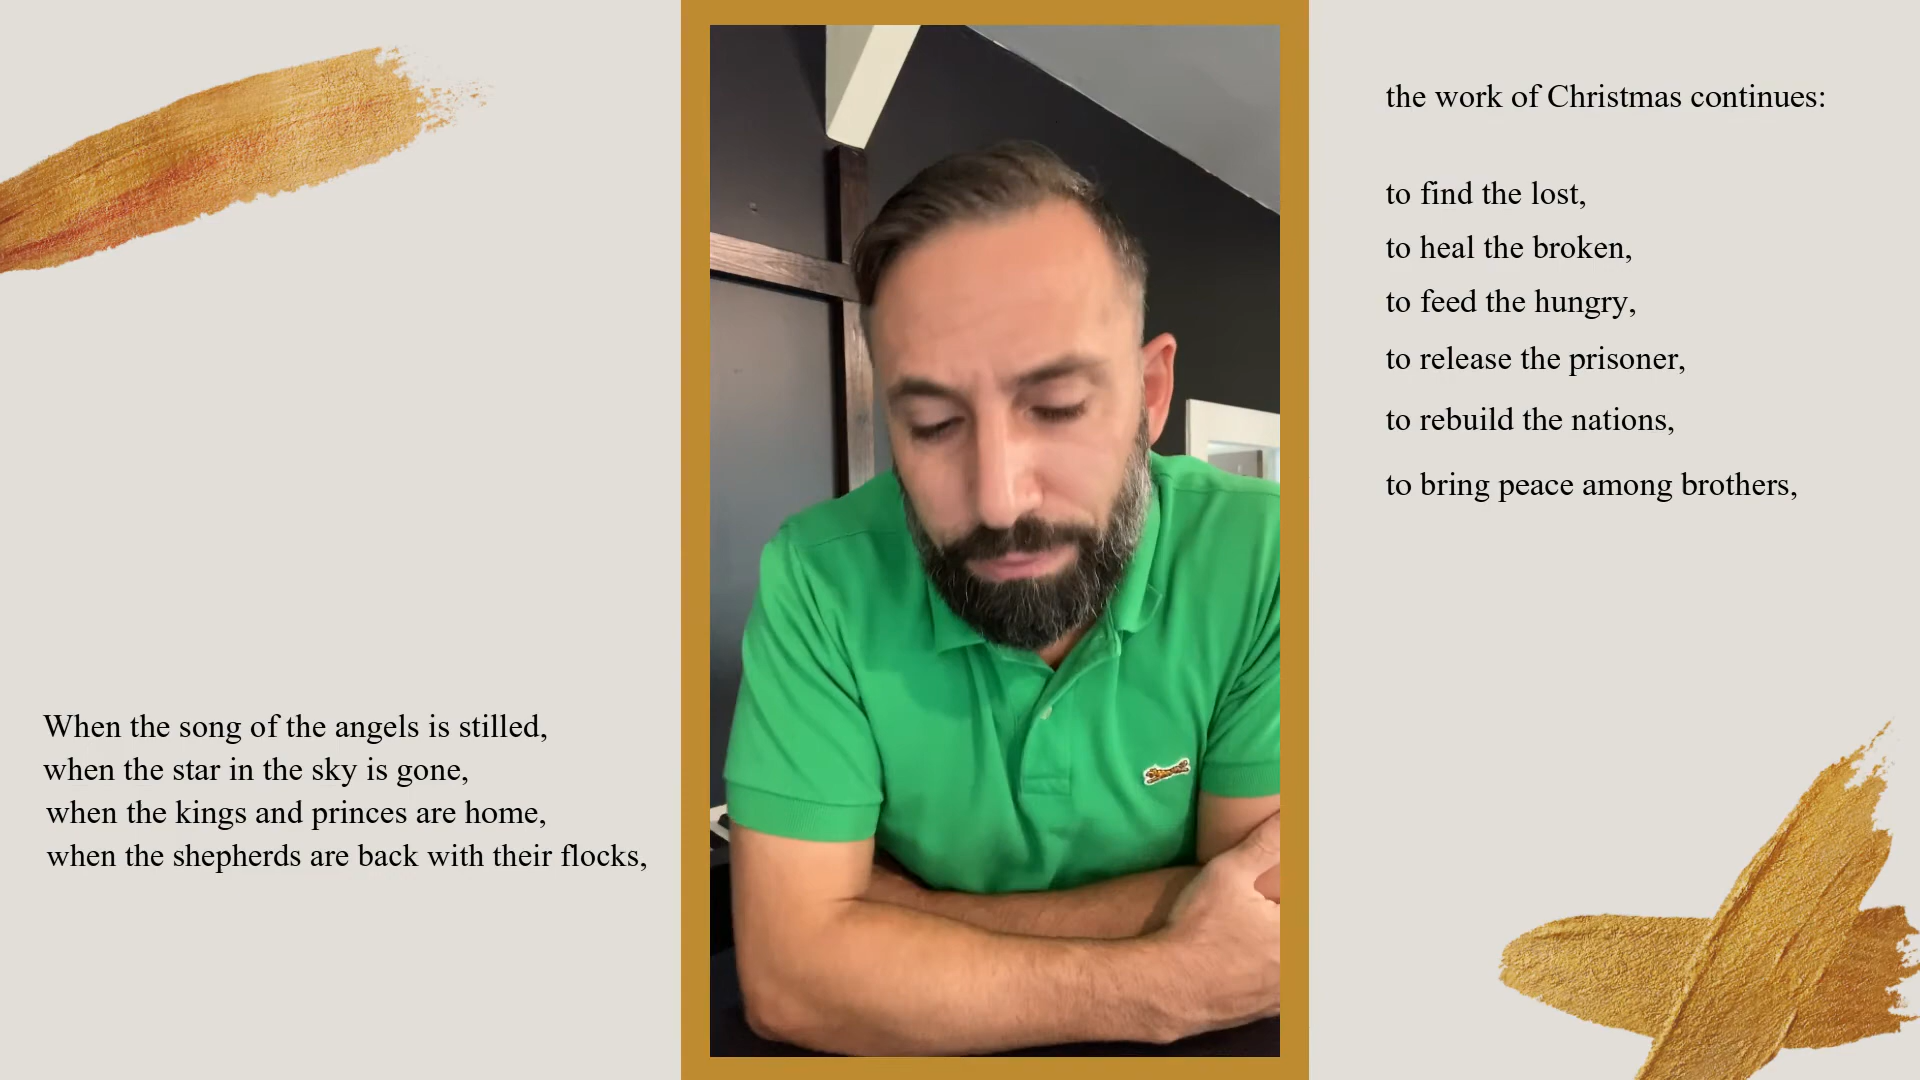 When the song of the angels is stilled,
when the star in the sky is gone,
when the kings and princes are home,
when the shepherds are back with their flocks,
the work of Christmas continues:
to find the lost,
to heal the broken,
to feed the hungry,
to release the prisoner,
to rebuild the nations,
to bring peace among brothers,